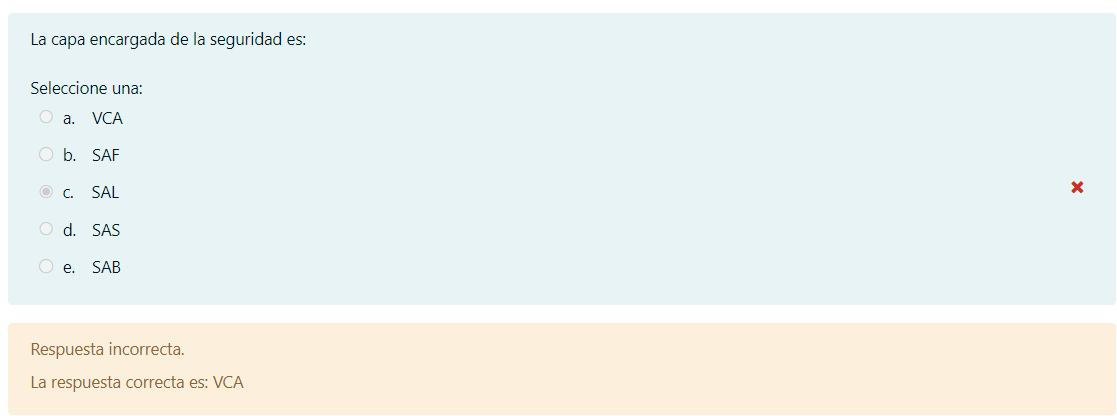 La capa encargada de la seguridad es:
Seleccione una:
a. VCA
b. SAF
c. SAL
d. SAS
e. SAB
Respuesta incorrecta.
La respuesta correcta es: VCA